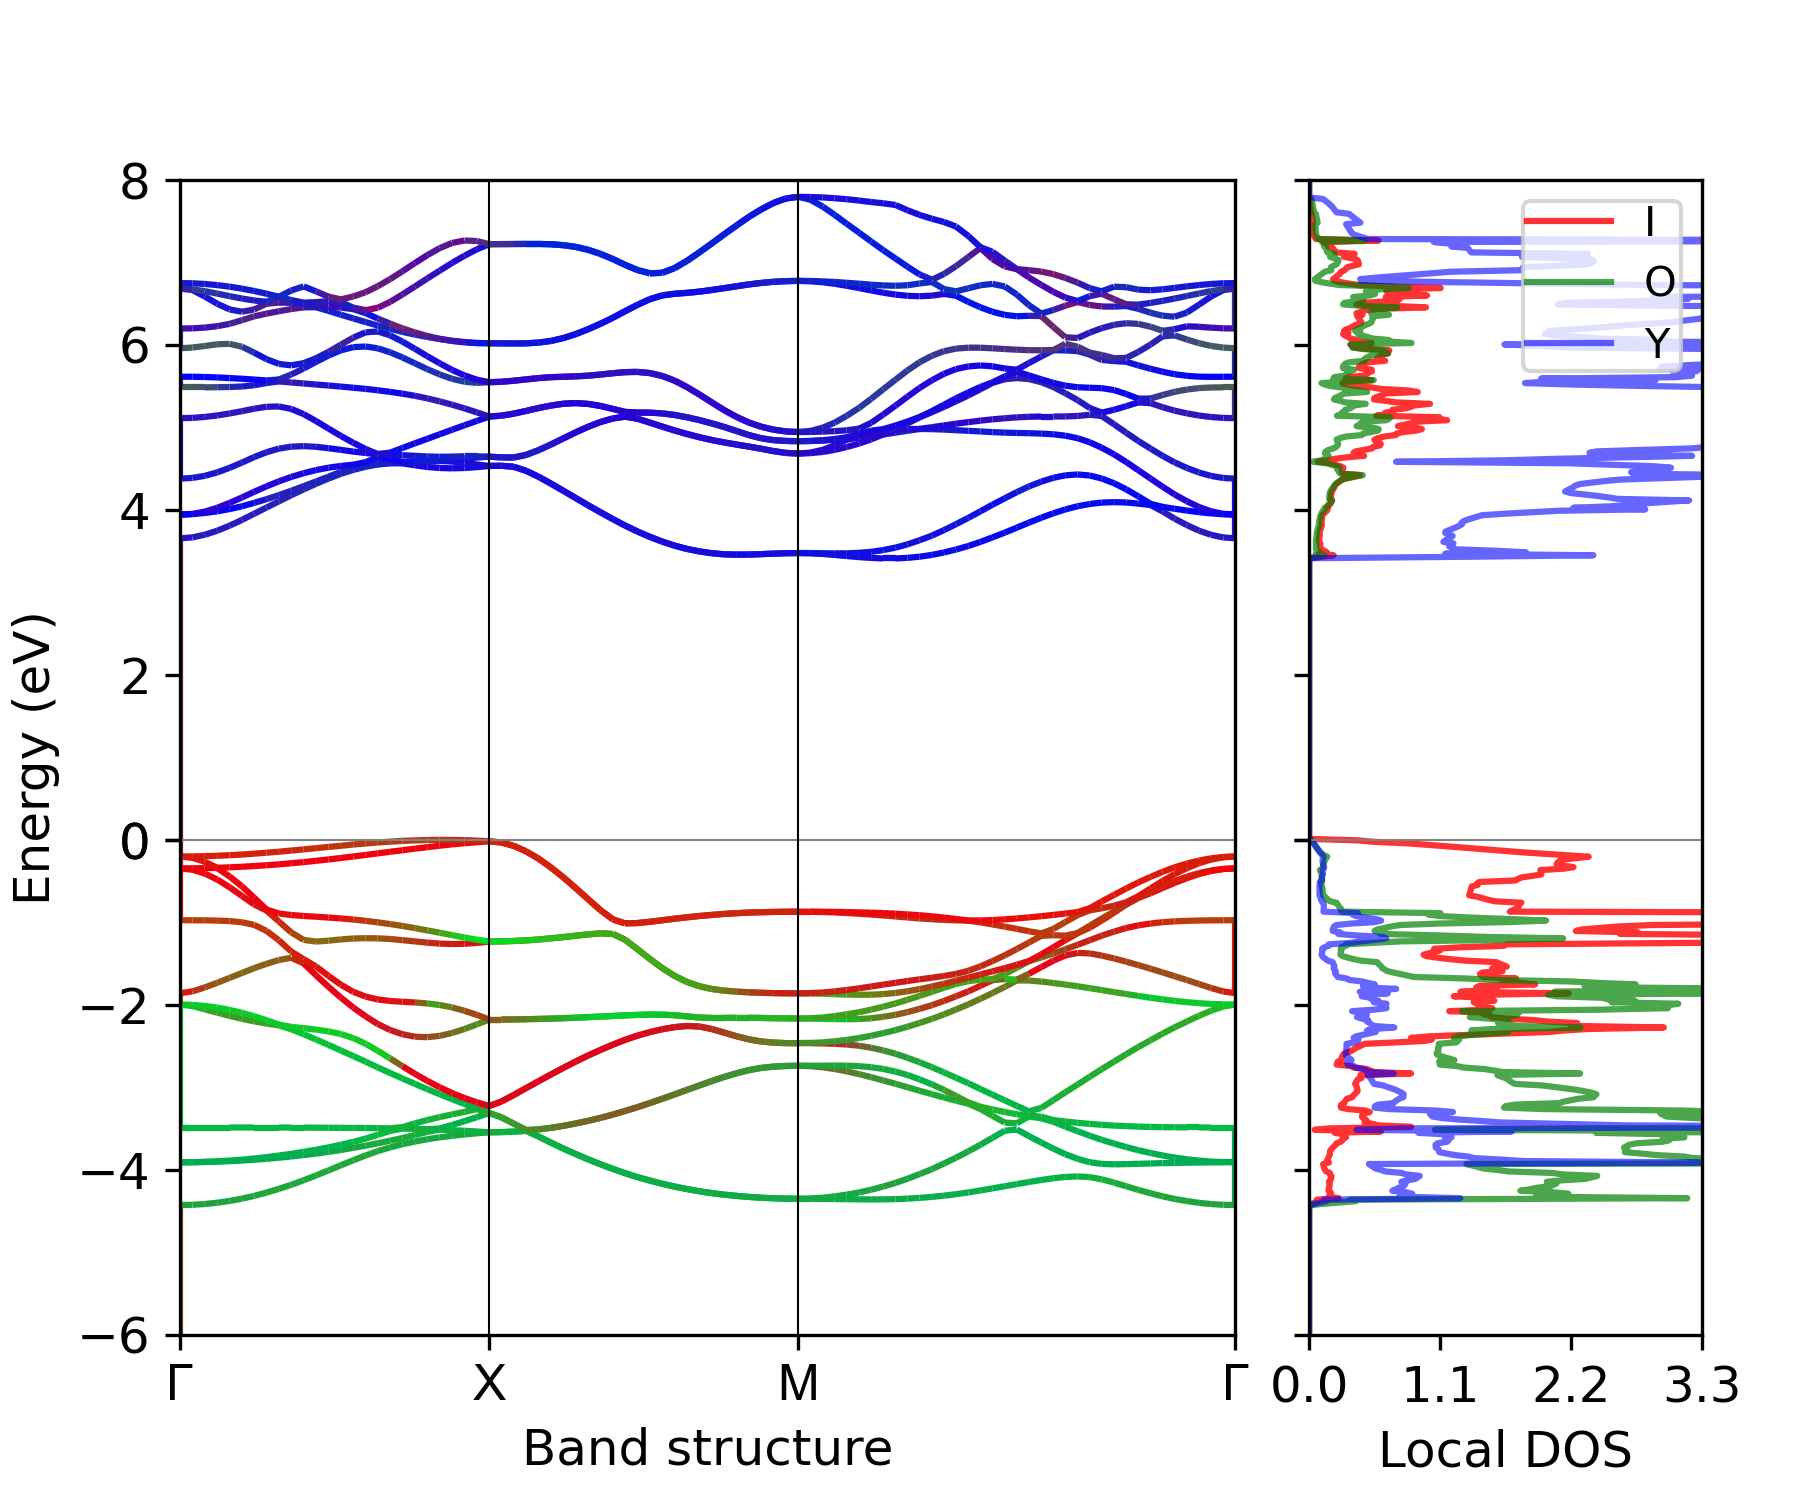 Energy (eV)
8
6
4
2
0
−2
−4
−6
Γ
X
M
Γ
Band structure
I
O
Y
0.0
1.1
2.2
3.3
Local DOS